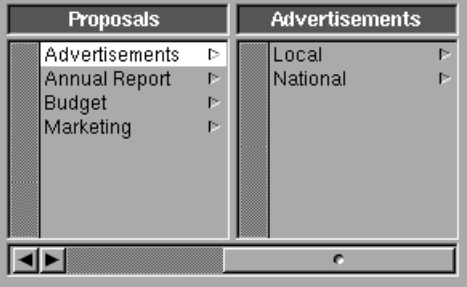 Proposals
Advertisements
Annual Report
Budget
Marketing
Advertisements
Local
National